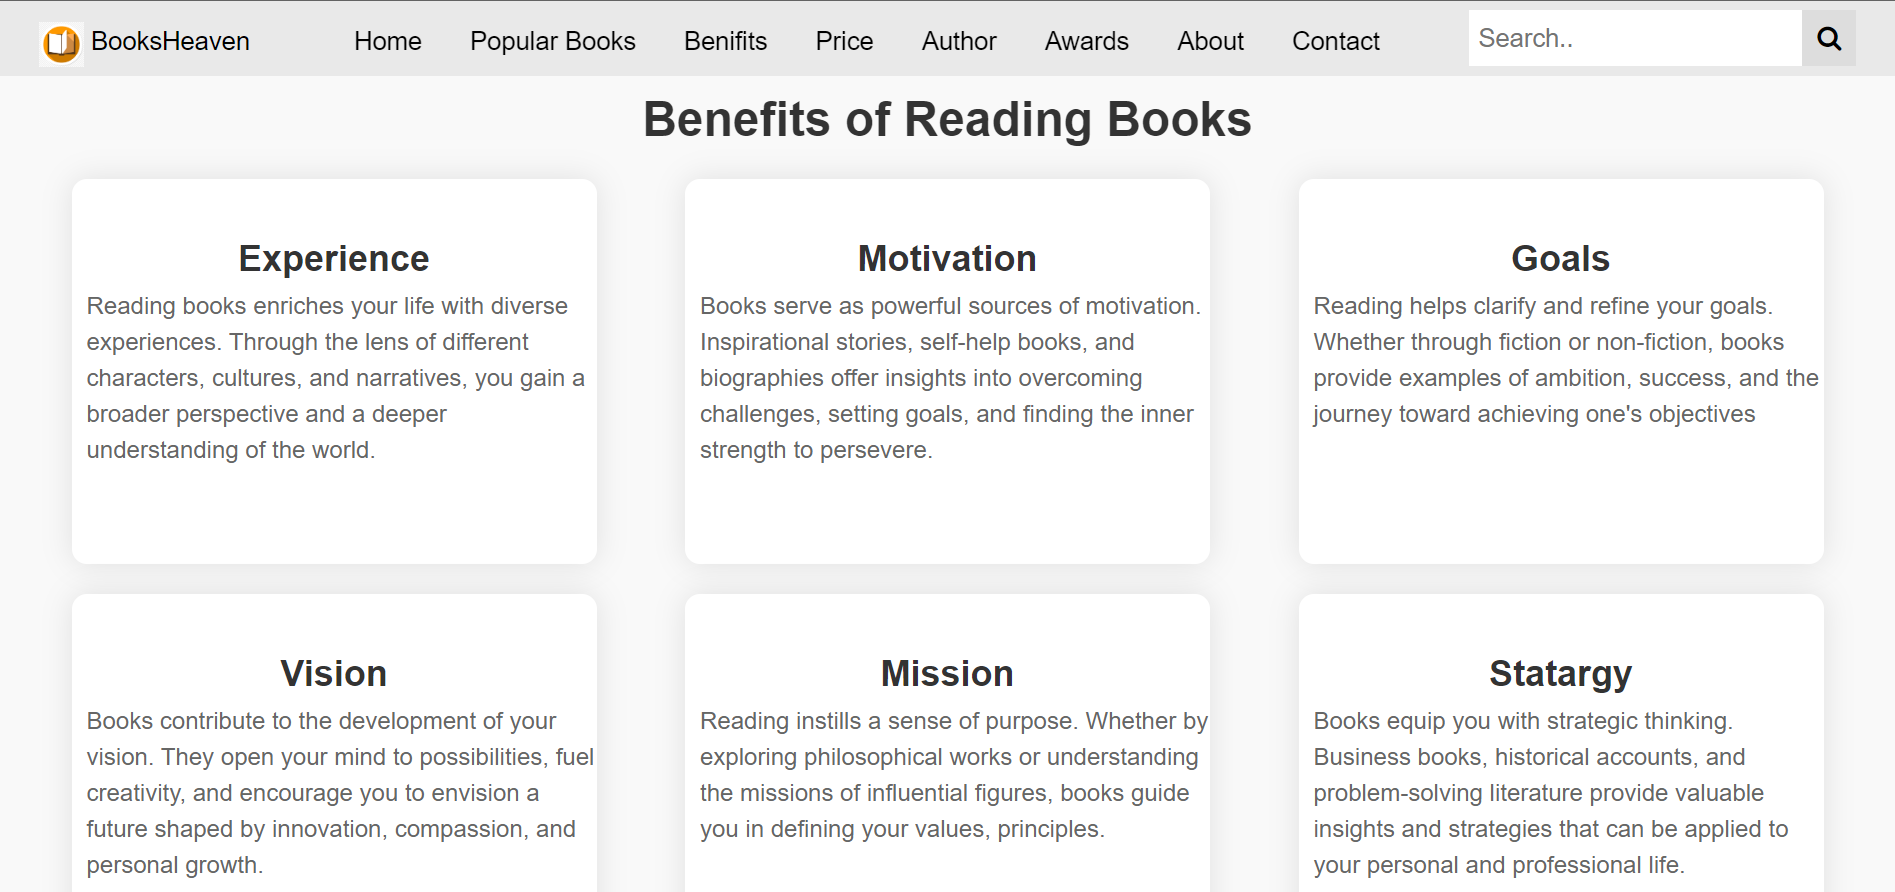 BooksHeaven
Home
Popular Books
Benifits
Price
Author
Awards
About
Contact
Search..
Benefits of Reading Books
Experience
Reading books enriches your life with diverse
experiences. Through the lens of different
characters, cultures, and narratives, you gain a
broader perspective and a deeper
understanding of the world.
Motivation
Books serve as powerful sources of motivation.
Inspirational stories, self-help books, and
biographies offer insights into overcoming
challenges, setting goals, and finding the inner
strength to persevere.
Goals
Reading helps clarify and refine your goals.
Whether through fiction or non-fiction, books
provide examples of ambition, success, and the
journey toward achieving one's objectives
Vision
Books contribute to the development of your
vision. They open your mind to possibilities, fuel
creativity, and encourage you to envision a
future shaped by innovation, compassion, and
personal growth.
Mission
Reading instills a sense of purpose. Whether by
exploring philosophical works or understanding
the missions of influential figures, books guide
you in defining your values, principles.
Statargy
Books equip you with strategic thinking.
Business books, historical accounts, and
problem-solving literature provide valuable
insights and strategies that can be applied to
your personal and professional life.